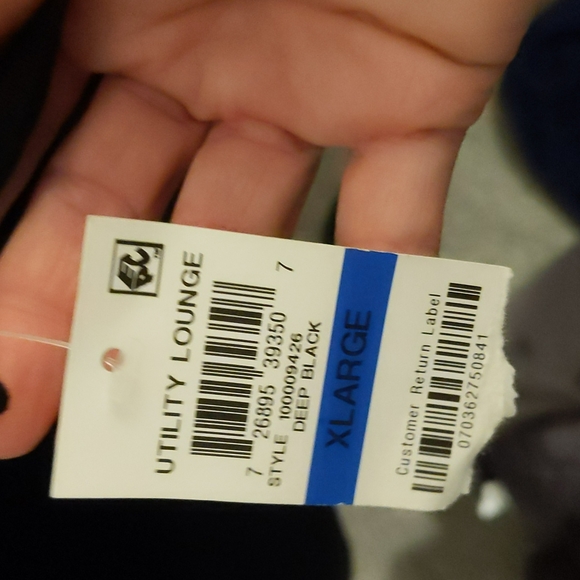 UTILITY LOUNGE
7 26895 39350 7
STYLE 100009426
DEEP BLACK
XLARGE
Customer Return Label
070362750841